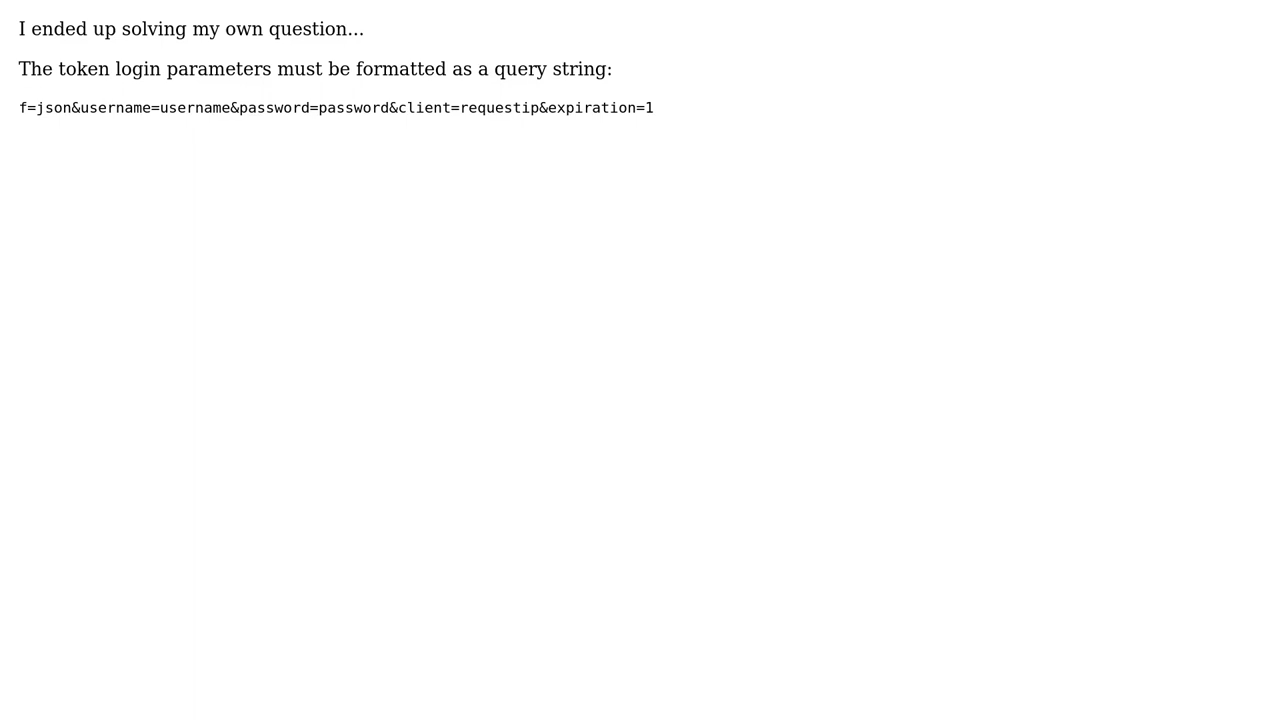 I ended up solving my own question...
The token login parameters must be formatted as a query string:
f=json&username=username&password=password&client=requestip&expiration=1